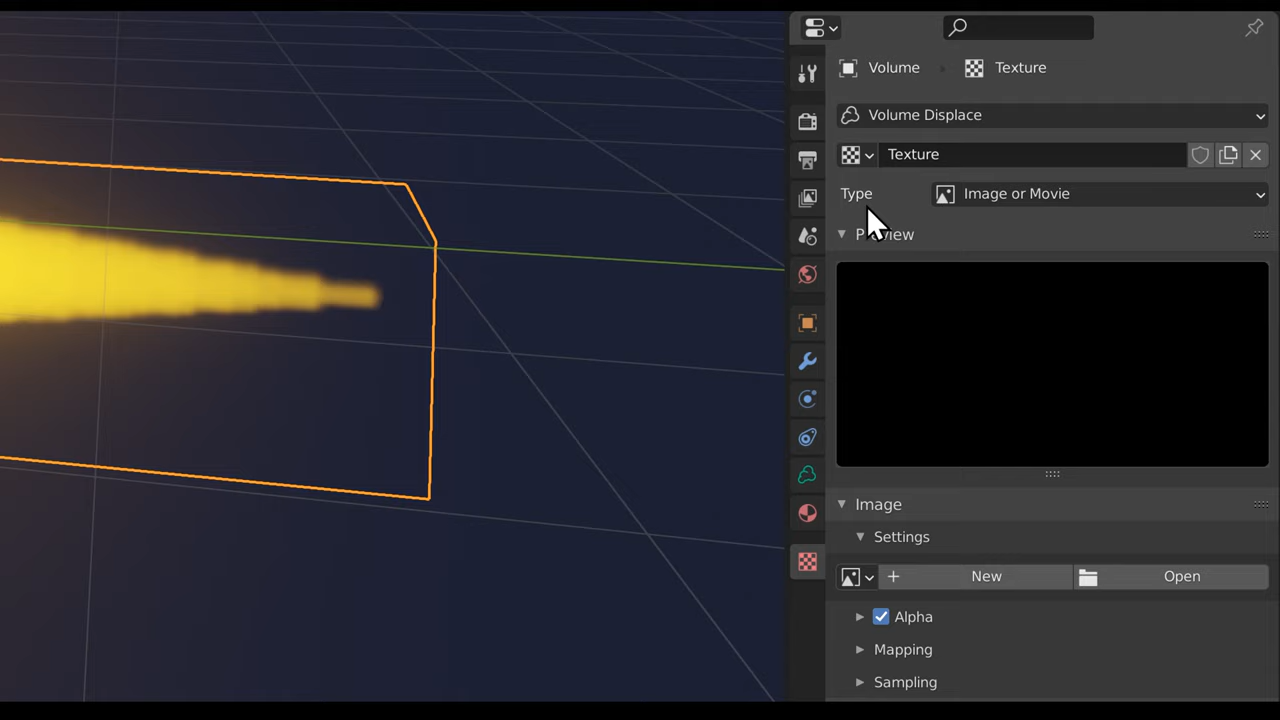 Volume Texture
Volume Displace
Texture
Type Image or Movie
Image
Settings
New Open
Alpha
Mapping
Sampling